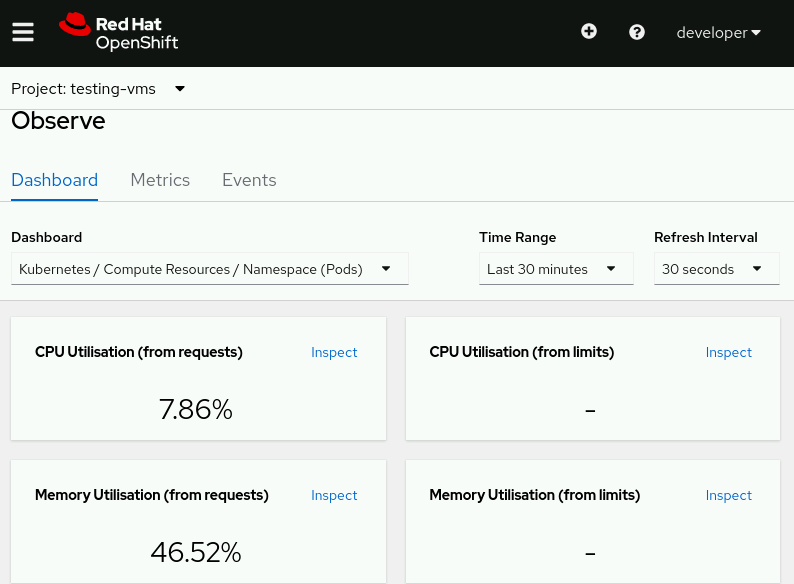 Red Hat
OpenShift
developer
Project: testing-vms
Observe
Dashboard
Metrics
Events
Dashboard
Time Range
Refresh Interval
Kubernetes / Compute Resources / Namespace (Pods)
Last 30 minutes
30 seconds
CPU Utilisation (from requests)
Inspect
CPU Utilisation (from limits)
Inspect
7.86%
-
Memory Utilisation (from requests)
Inspect
Memory Utilisation (from limits)
Inspect
46.52%
-